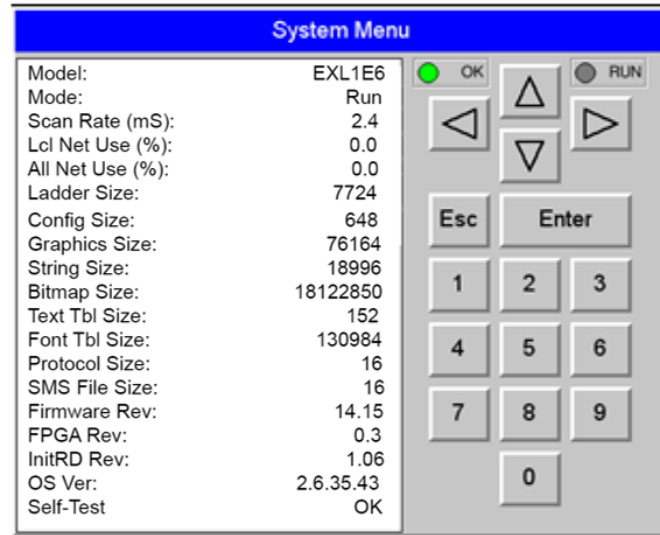 System Menu
Model: EXL1E6
Mode: Run
Scan Rate (mS): 2.4
Lcl Net Use (%): 0.0
All Net Use (%): 0.0
Ladder Size: 7724
Config Size: 648
Graphics Size: 76164
String Size: 18996
Bitmap Size: 18122850
Text Tbl Size: 152
Font Tbl Size: 130984
Protocol Size: 16
SMS File Size: 16
Firmware Rev: 14.15
FPGA Rev: 0.3
InitRD Rev: 1.06
OS Ver: 2.6.35.43
Self-Test OK
OK RUN
Esc Enter
1 2 3
4 5 6
7 8 9
0